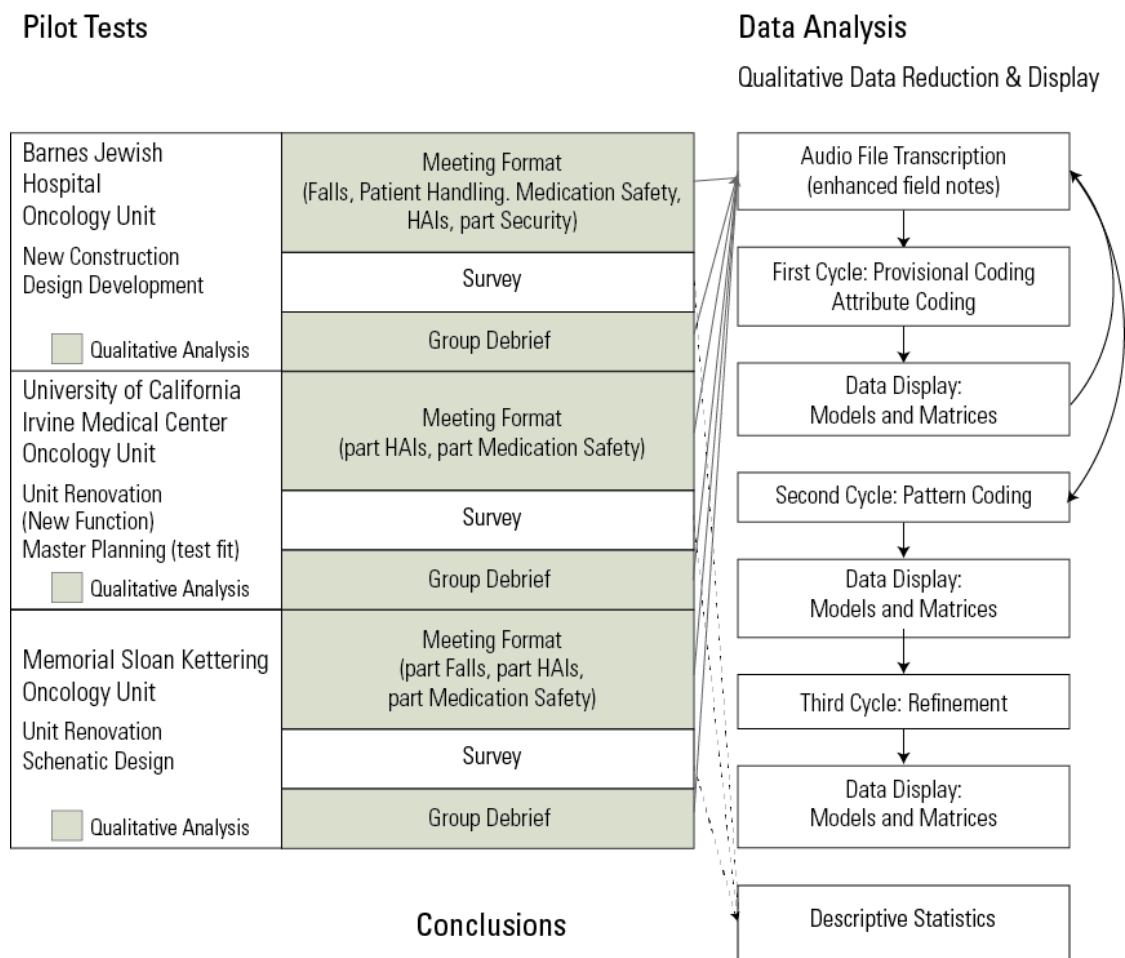 Pilot Tests
Data Analysis
Qualitative Data Reduction & Display
Barnes Jewish
Hospital
Oncology Unit
New Construction
Design Development
Qualitative Analysis
Meeting Format
(Falls, Patient Handling. Medication Safety,
HAIs, part Security)
Survey
Group Debrief
University of California
Irvine Medical Center
Oncology Unit
Unit Renovation
(New Function)
Master Planning (test fit)
Qualitative Analysis
Meeting Format
(part HAIs, part Medication Safety)
Survey
Group Debrief
Memorial Sloan Kettering
Oncology Unit
Unit Renovation
Schenatic Design
Qualitative Analysis
Meeting Format
(part Falls, part HAIs,
part Medication Safety)
Survey
Group Debrief
Audio File Transcription
(enhanced field notes)
First Cycle: Provisional Coding
Attribute Coding
Data Display:
Models and Matrices
Second Cycle: Pattern Coding
Data Display:
Models and Matrices
Third Cycle: Refinement
Data Display:
Models and Matrices
Descriptive Statistics
Conclusions